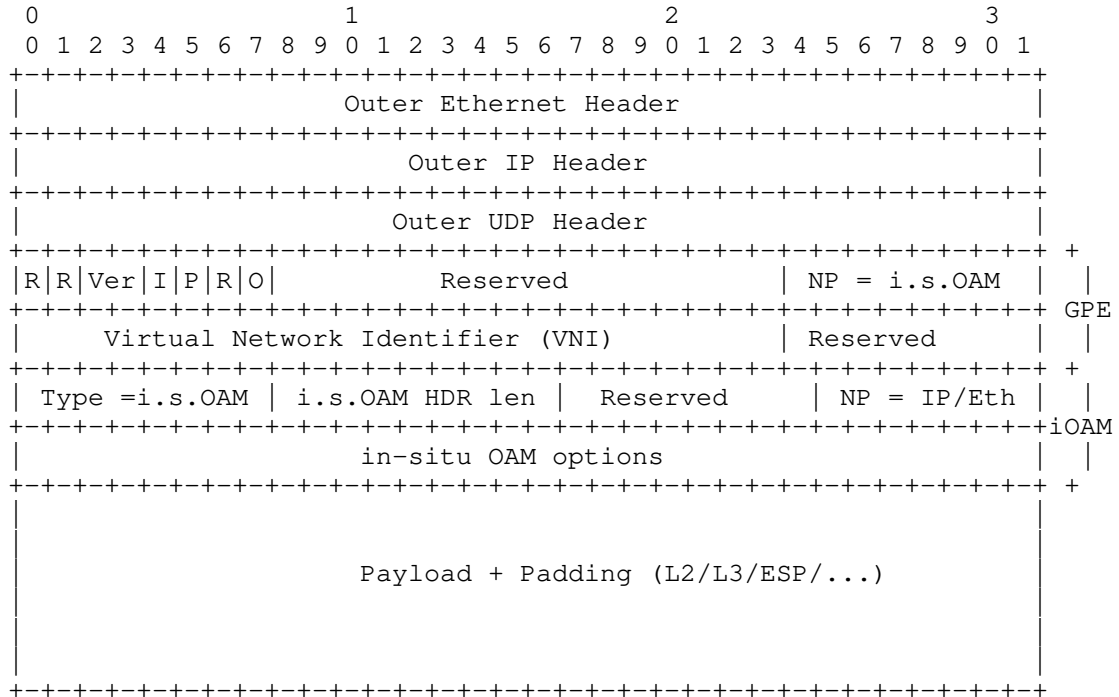 0                   1                   2                   3
0 1 2 3 4 5 6 7 8 9 0 1 2 3 4 5 6 7 8 9 0 1 2 3 4 5 6 7 8 9 0 1
+-+-+-+-+-+-+-+-+-+-+-+-+-+-+-+-+-+-+-+-+-+-+-+-+-+-+-+-+-+-+-+-+
|                    Outer Ethernet Header                      |
+-+-+-+-+-+-+-+-+-+-+-+-+-+-+-+-+-+-+-+-+-+-+-+-+-+-+-+-+-+-+-+-+
|                        Outer IP Header                        |
+-+-+-+-+-+-+-+-+-+-+-+-+-+-+-+-+-+-+-+-+-+-+-+-+-+-+-+-+-+-+-+-+
|                       Outer UDP Header                        |
+-+-+-+-+-+-+-+-+-+-+-+-+-+-+-+-+-+-+-+-+-+-+-+-+-+-+-+-+-+-+-+-+ +
|R|R|Ver|I|P|R|O|          Reserved             | NP = i.s.OAM  |  |
+-+-+-+-+-+-+-+-+-+-+-+-+-+-+-+-+-+-+-+-+-+-+-+-+-+-+-+-+-+-+-+-+ GPE
|     Virtual Network Identifier (VNI)          | Reserved      |  |
+-+-+-+-+-+-+-+-+-+-+-+-+-+-+-+-+-+-+-+-+-+-+-+-+-+-+-+-+-+-+-+-+ +
| Type =i.s.OAM | i.s.OAM HDR len |  Reserved     | NP = IP/Eth |  |
+-+-+-+-+-+-+-+-+-+-+-+-+-+-+-+-+-+-+-+-+-+-+-+-+-+-+-+-+-+-+-+-+iOAM
|                     in-situ OAM options                       |  |
+-+-+-+-+-+-+-+-+-+-+-+-+-+-+-+-+-+-+-+-+-+-+-+-+-+-+-+-+-+-+-+-+ +
|                                                               |
|                                                               |
|                     Payload + Padding (L2/L3/ESP/...)         |
|                                                               |
|                                                               |
|                                                               |
+-+-+-+-+-+-+-+-+-+-+-+-+-+-+-+-+-+-+-+-+-+-+-+-+-+-+-+-+-+-+-+-+